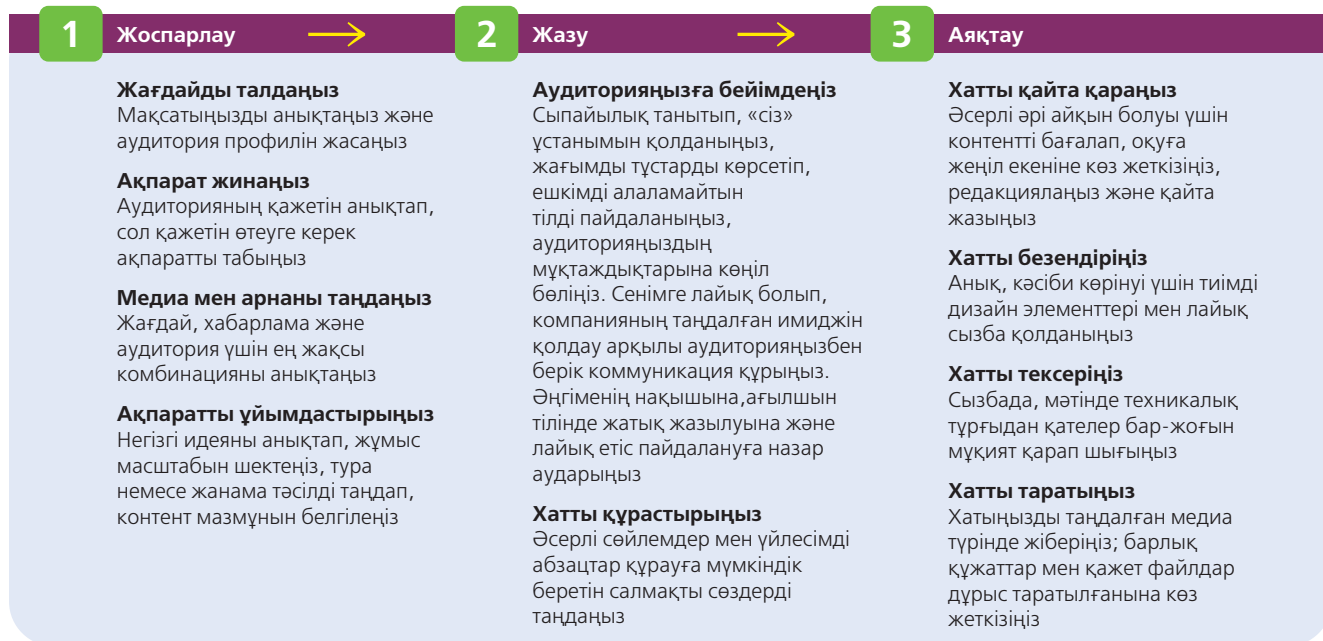 1 Жоспарлау →
Жағдайды талдаңыз
Мақсатыңызды анықтаңыз және
аудитория профилін жасаңыз
Ақпарат жинаңыз
Аудиторияның қажетін анықтап,
сол қажетін өтеуге керек
ақпаратты табыңыз
Медиа мен арнаны таңдаңыз
Жағдай, хабарлама және
аудитория үшін ең жақсы
комбинацияны анықтаңыз
Ақпаратты ұйымдастырыңыз
Негізгі идеяны анықтап, жұмыс
масштабын шектеңіз, тура
немесе жанама тәсілді таңдап,
контент мазмұнын белгілеңіз
2 Жазу →
Аудиторияңызға бейімдеңіз
Сыпайылық танытып, «сіз»
ұстанымын қолданыңыз,
жағымды тұстарды көрсетіп,
ешкімді алаламайтын
тілді пайдаланыңыз,
аудиторияңыздың
мұқтаждықтарына көңіл
бөліңіз. Сенімге лайық болып,
компанияның таңдалған имиджін
қолдау арқылы аудиторияңызбен
берік коммуникация құрыңыз.
Әңгіменің нақышына,ағылшын
тілінде жатық жазылуына және
лайық етіс пайдалануға назар
аударыңыз
Хатты құрастырыңыз
Әсерлі сөйлемдер мен үйлесімді
абзацтар құрауға мүмкіндік
беретін салмақты сөздерді
таңдаңыз
3 Аяқтау
Хатты қайта қараңыз
Әсерлі әрі айқын болуы үшін
контентті бағалап, оқуға
жеңіл екеніне көз жеткізіңіз,
редакциялаңыз және қайта
жазыңыз
Хатты безендіріңіз
Анық, кәсіби көрінуі үшін тиімді
дизайн элементтері мен лайық
сызба қолданыңыз
Хатты тексеріңіз
Сызбада, мәтінде техникалық
тұрғыдан қателер бар-жоғын
мұқият қарап шығыңыз
Хатты таратыңыз
Хатыңызды таңдалған медиа
түрінде жіберіңіз; барлық
құжаттар мен қажет файлдар
дұрыс таратылғанына көз
жеткізіңіз